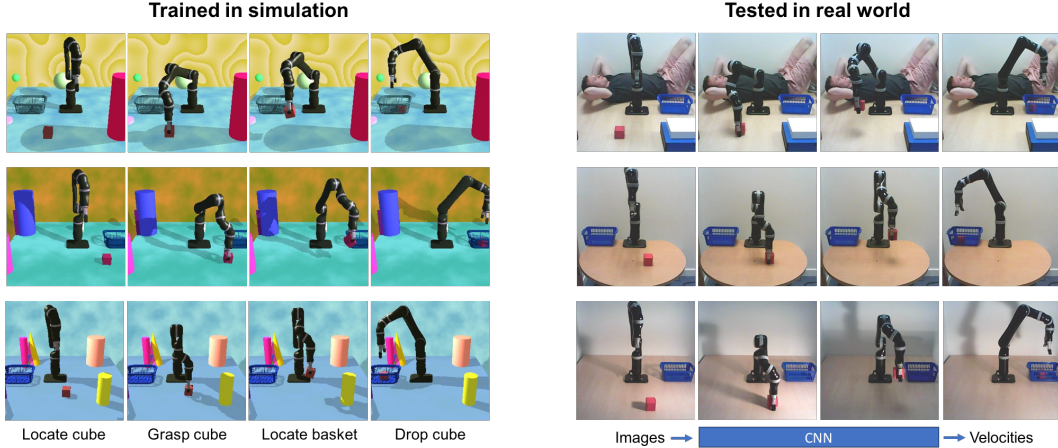 Trained in simulation
Tested in real world
Locate cube
Grasp cube
Locate basket
Drop cube
Images
CNN
Velocities